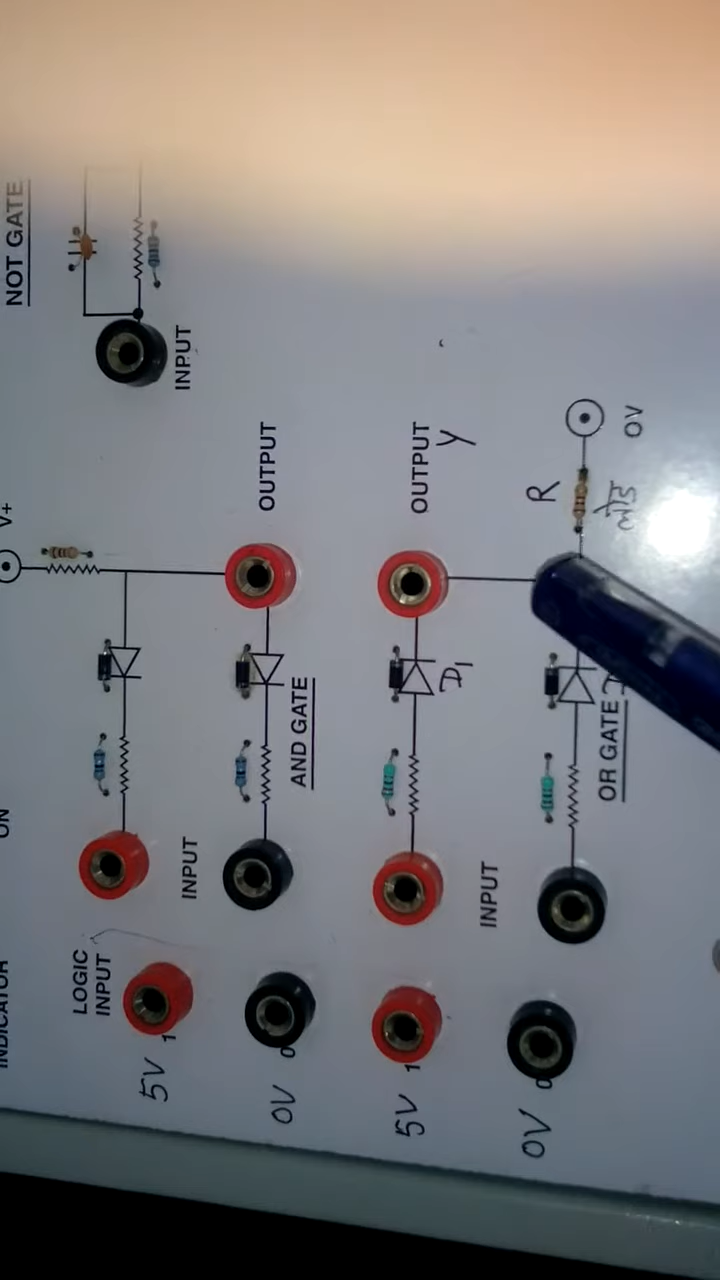 NOT GATE
INPUT
V+
OUTPUT
AND GATE
INPUT
ON
LOGIC
INPUT
5V 1
0V 0
OUTPUT
Y
D1
R
लोड
0V
OR GATE
INPUT
5V 1
0V 0
INDICATOR